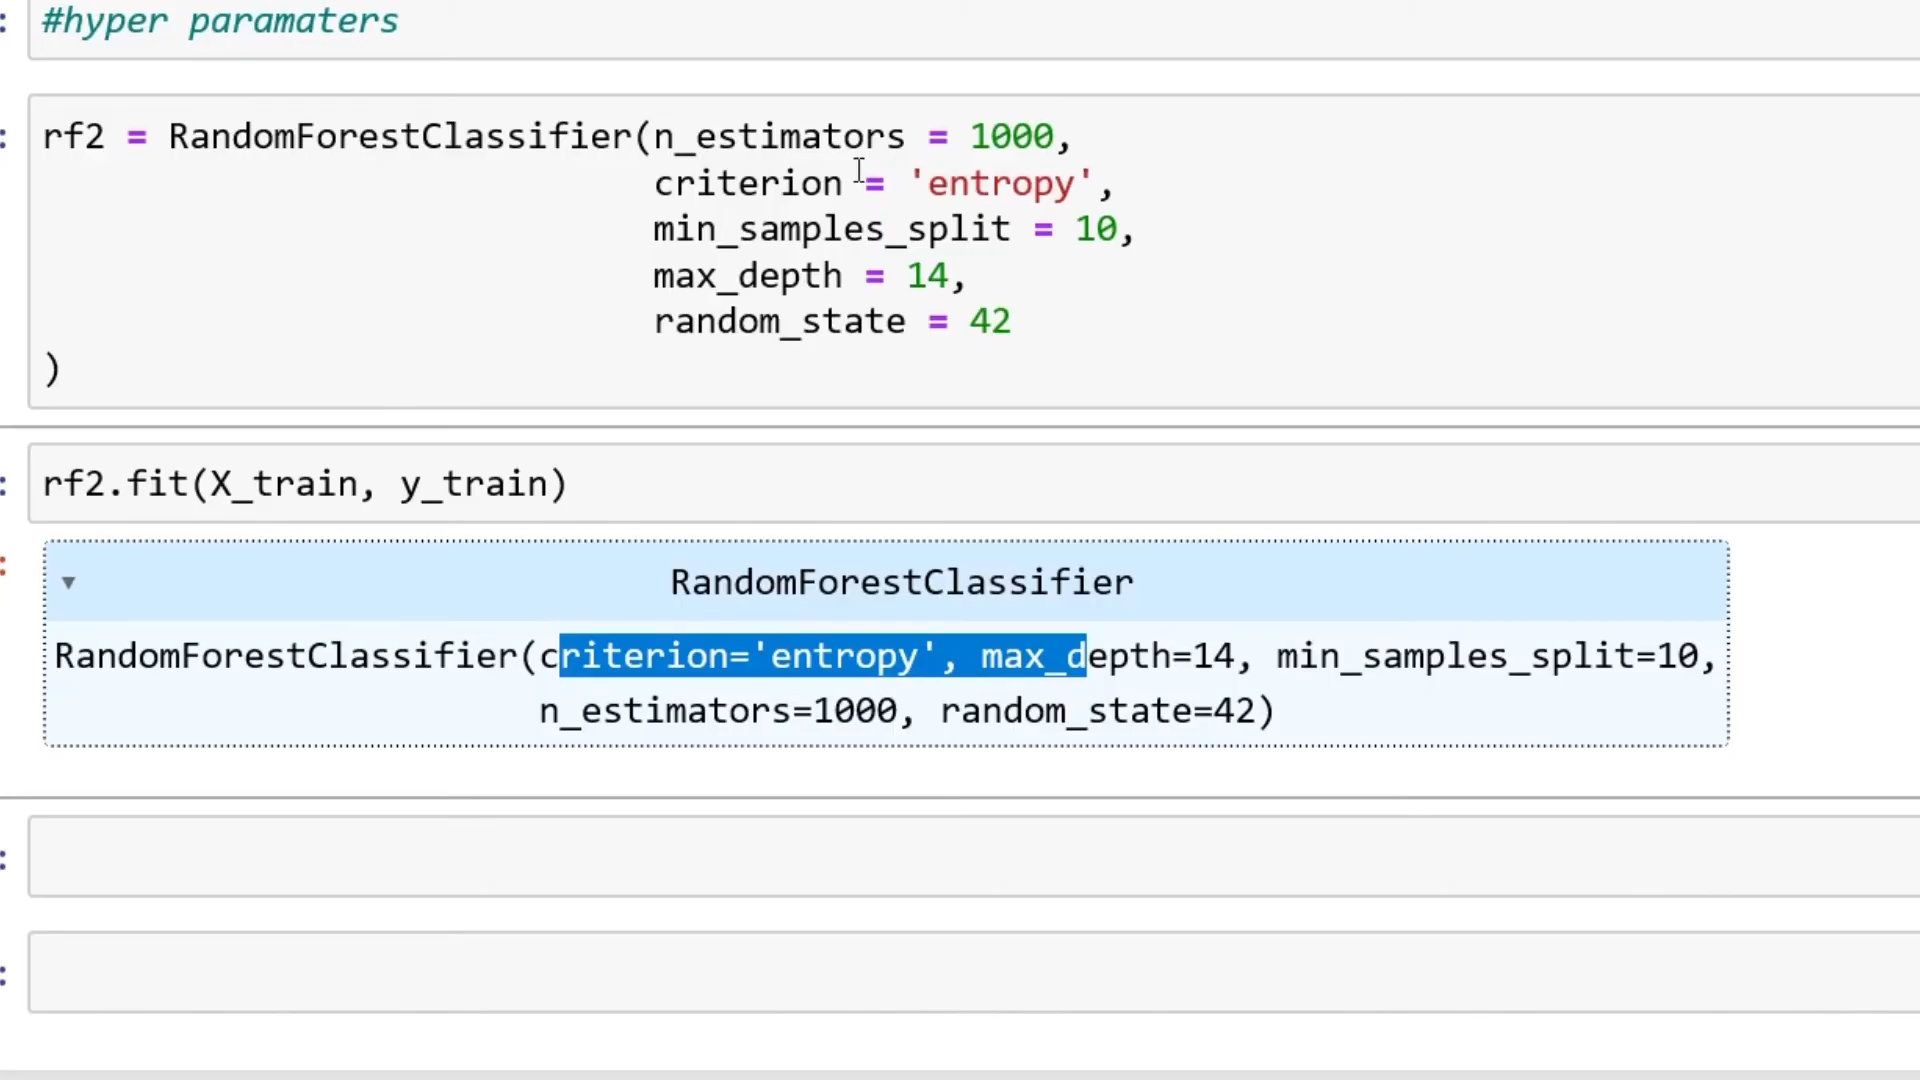 #hyper paramaters
rf2 = RandomForestClassifier(n_estimators = 1000,
criterion = 'entropy',
min_samples_split = 10,
max_depth = 14,
random_state = 42
)
rf2.fit(X_train, y_train)
RandomForestClassifier
RandomForestClassifier(criterion='entropy', max_depth=14, min_samples_split=10,
n_estimators=1000, random_state=42)